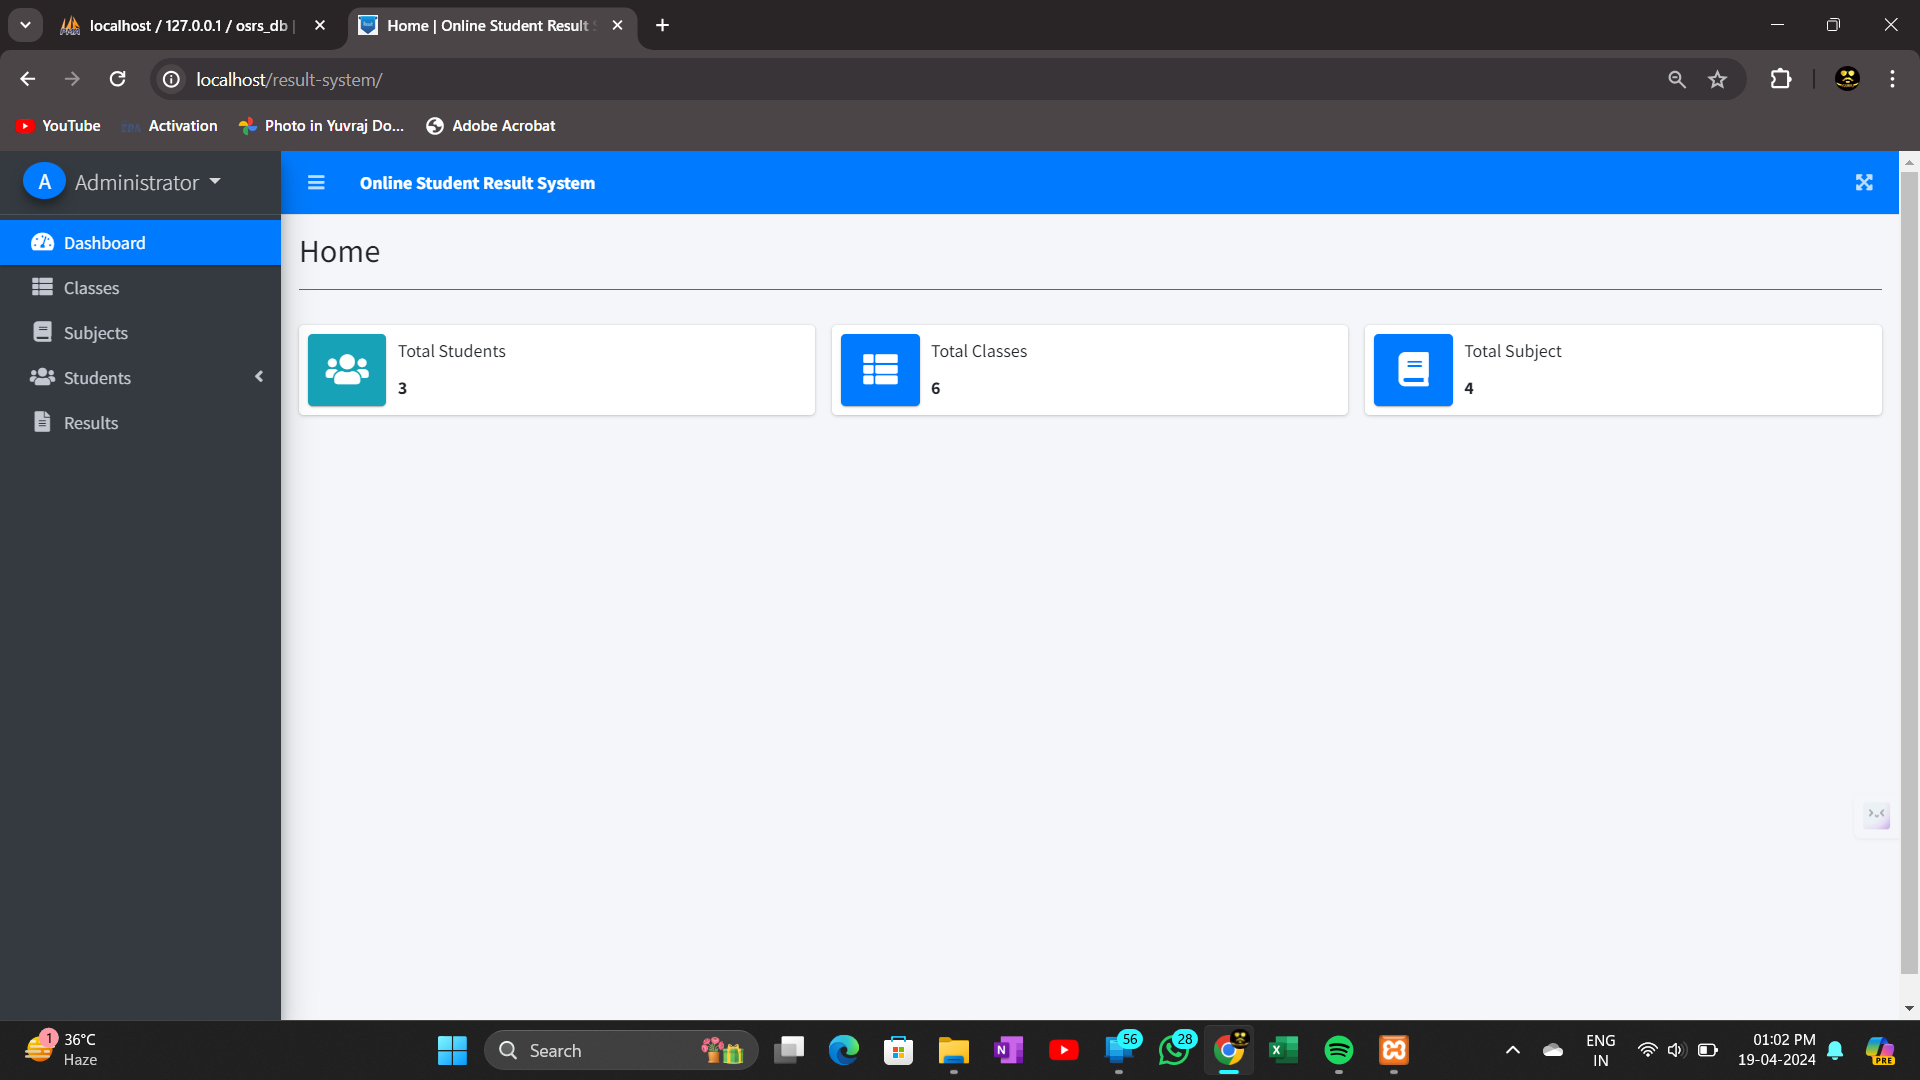 localhost / 127.0.0.1 / osrs_db |
Home | Online Student Result S
localhost/result-system/
YouTube
Activation
Photo in Yuvraj Do...
Adobe Acrobat
A
Administrator
Online Student Result System
Dashboard
Classes
Subjects
Students
Results
Home
Total Students
3
Total Classes
6
Total Subject
4
1
36°C
Haze
Search
56
28
ENG
IN
01:02 PM
19-04-2024
PRE